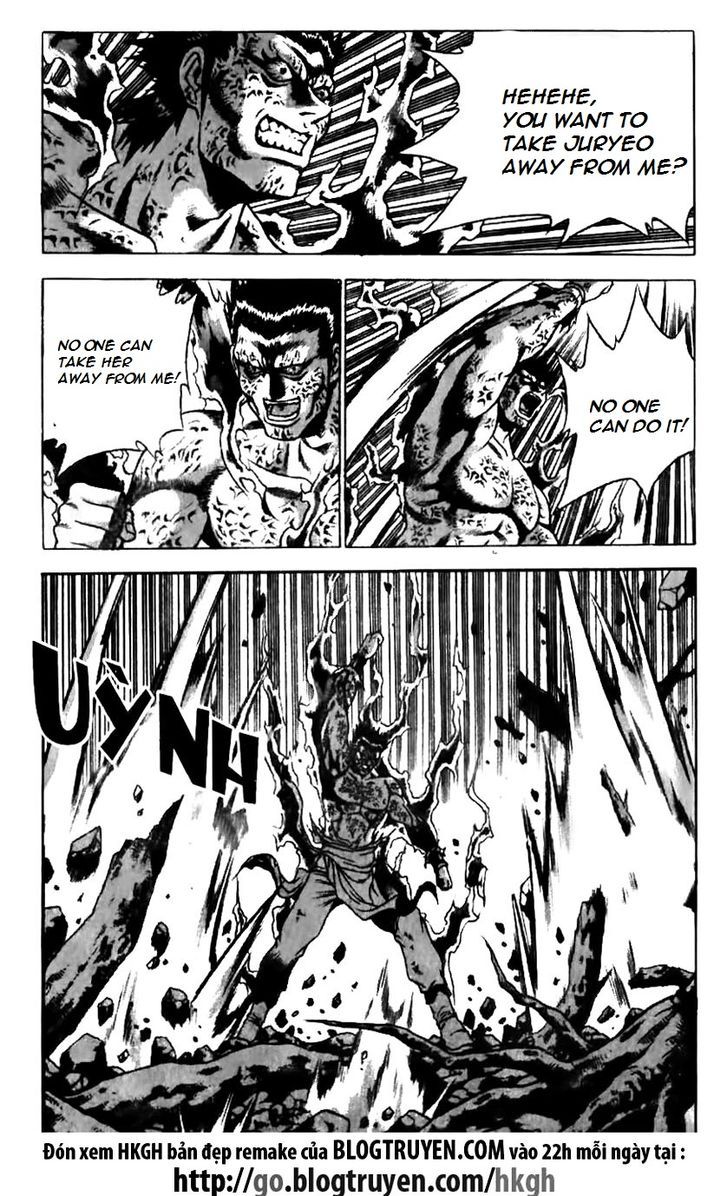 HEHEHE,
YOU WANT TO
TAKE JURYEO
AWAY FROM ME?
NO ONE CAN
TAKE HER
AWAY FROM ME!
NO ONE
CAN DO IT!
UỲNH
Đón xem HKGH bản đẹp remake của BLOGTRUYEN.COM vào 22h mỗi ngày tại :
http://go.blogtruyen.com/hkgh